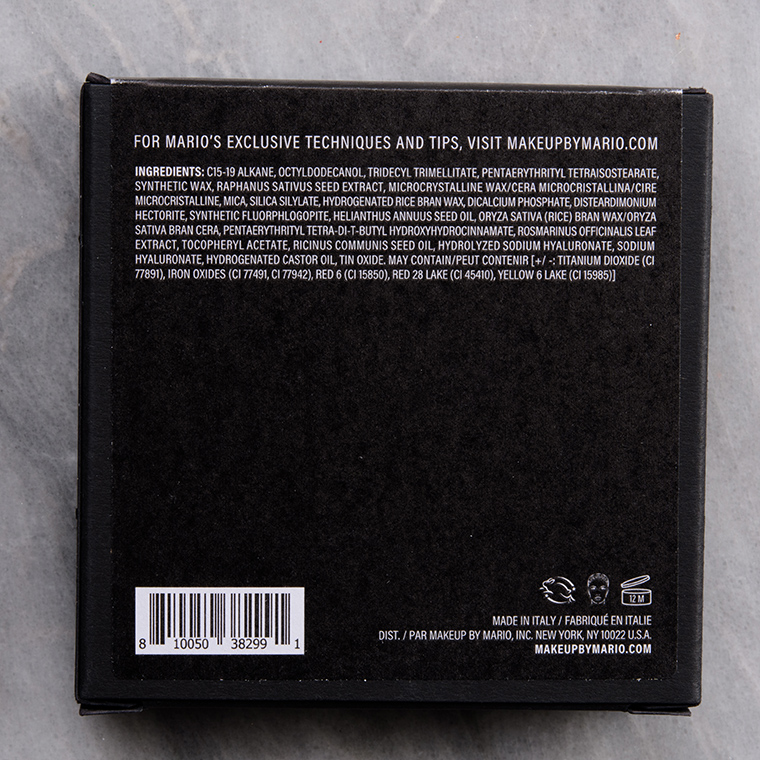 FOR MARIO'S EXCLUSIVE TECHNIQUES AND TIPS, VISIT MAKEUPBYMARIO.COM
INGREDIENTS: C15-19 ALKANE, OCTYLDODECANOL, TRIDECYL TRIMELLITATE, PENTAERYTHRITYL TETRAISOSTEARATE,
SYNTHETIC WAX, RAPHANUS SATIVUS SEED EXTRACT, MICROCRYSTALLINE WAX/CERA MICROCRISTALLINA/CIRE
MICROCRISTALLINE, MICA, SILICA SILYLATE, HYDROGENATED RICE BRAN WAX, DICALCIUM PHOSPHATE, DISTEARDIMONIUM
HECTORITE, SYNTHETIC FLUORPHLOGOPITE, HELIANTHUS ANNUUS SEED OIL, ORYZA SATIVA (RICE) BRAN WAX/ORYZA
SATIVA BRAN CERA, PENTAERYTHRITYL TETRA-DI-T-BUTYL HYDROXYHYDROCINNAMATE, ROSMARINUS OFFICINALIS LEAF
EXTRACT, TOCOPHERYL ACETATE, RICINUS COMMUNIS SEED OIL, HYDROLYZED SODIUM HYALURONATE, SODIUM
HYALURONATE, HYDROGENATED CASTOR OIL, TIN OXIDE. MAY CONTAIN/PEUT CONTENIR [+/ -: TITANIUM DIOXIDE (CI
77891), IRON OXIDES (CI 77491, CI 77942), RED 6 (CI 15850), RED 28 LAKE (CI 45410), YELLOW 6 LAKE (CI 15985)]
12 M
MADE IN ITALY / FABRIQUÉ EN ITALIE
DIST. / PAR MAKEUP BY MARIO, INC. NEW YORK, NY 10022 U.S.A.
MAKEUPBYMARIO.COM
8 10050 38299 1